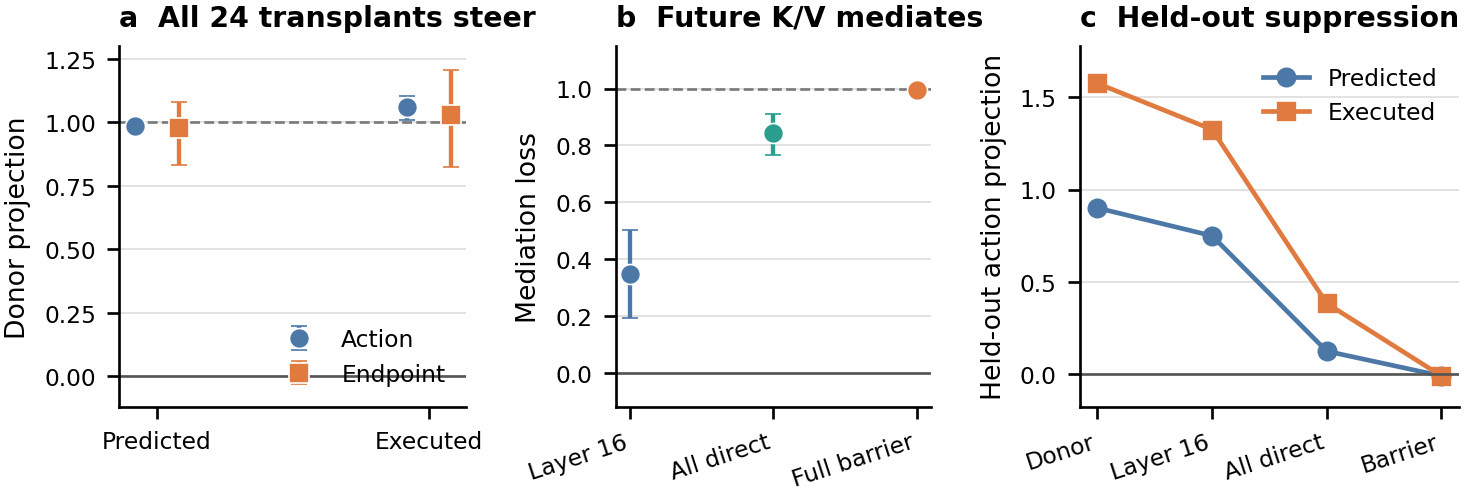 a All 24 transplants steer
Donor projection
1.25
1.00
0.75
0.50
0.25
0.00
Action
Endpoint
Predicted
Executed
b Future K/V mediates
Mediation loss
1.0
0.8
0.6
0.4
0.2
0.0
Layer 16
All direct
Full barrier
c Held-out suppression
Held-out action projection
1.5
1.0
0.5
0.0
Predicted
Executed
Donor
Layer 16
All direct
Barrier